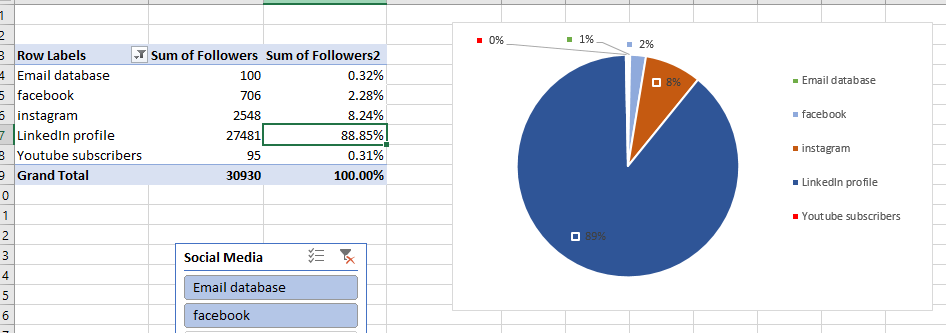 1
2
3 Row Labels Sum of Followers Sum of Followers2
4 Email database 100 0.32%
5 facebook 706 2.28%
6 instagram 2548 8.24%
7 LinkedIn profile 27481 88.85%
8 Youtube subscribers 95 0.31%
9 Grand Total 30930 100.00%
0
1
2
3
4
5
6
Social Media
Email database
facebook
0%
1%
2%
8%
89%
Email database
facebook
instagram
LinkedIn profile
Youtube subscribers